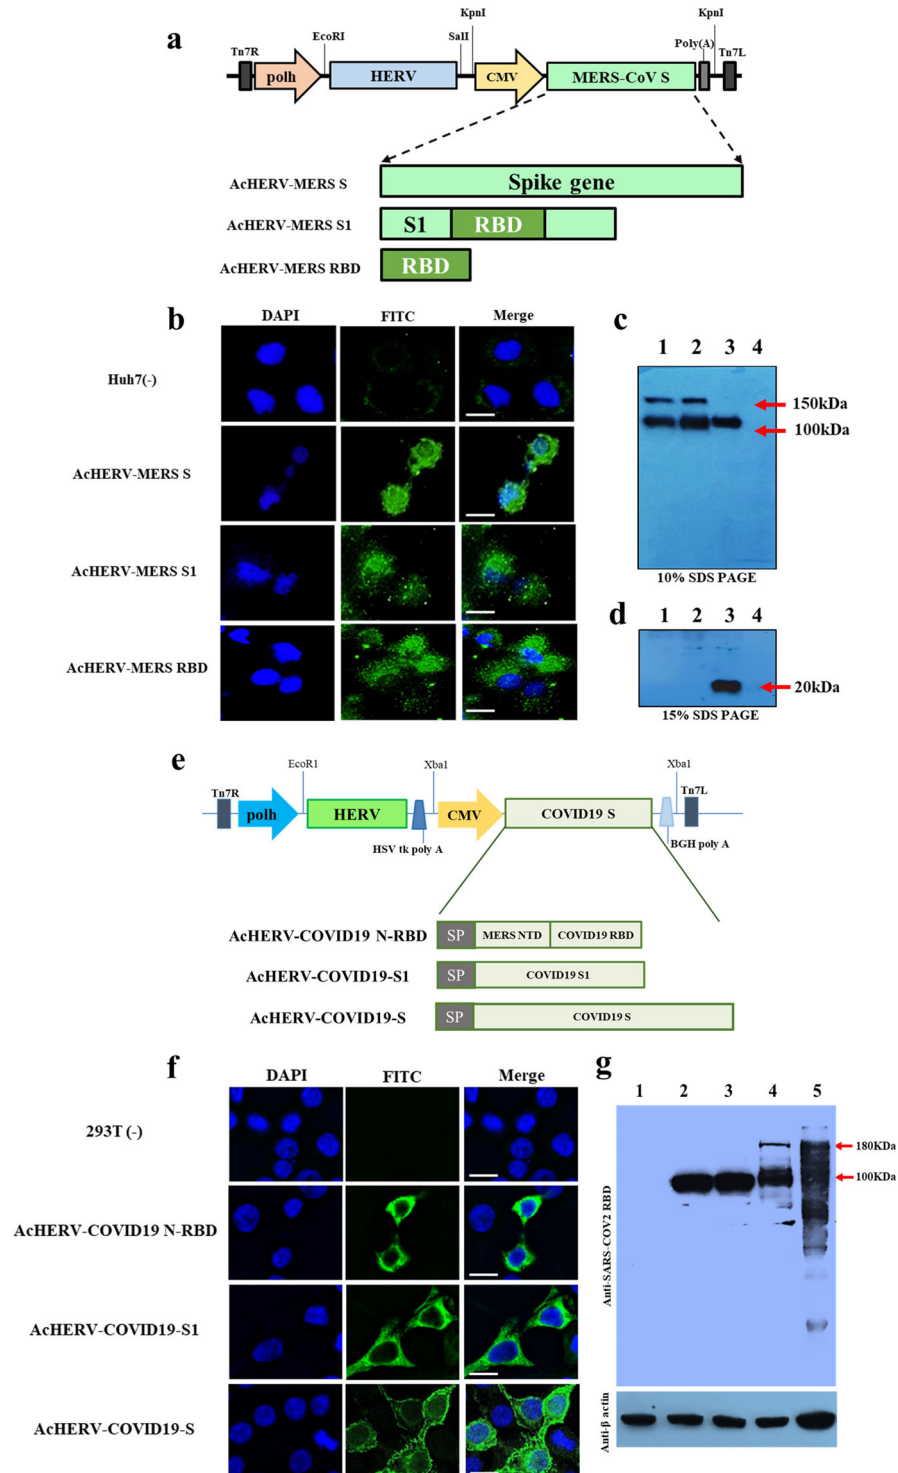 a
Tn7R
EcoRI
SalI
KpnI
Poly(A)
KpnI
Tn7L
polh
HERV
CMV
MERS-CoV S
AcHERV-MERS S
Spike gene
AcHERV-MERS S1
S1
RBD
AcHERV-MERS RBD
RBD
b
DAPI
FITC
Merge
Huh7(-)
AcHERV-MERS S
AcHERV-MERS S1
AcHERV-MERS RBD
c
1 2 3 4
150kDa
100kDa
10% SDS PAGE
d
1 2 3 4
20kDa
15% SDS PAGE
e
Tn7R
EcoR1
Xba1
Xba1
Tn7L
polh
HERV
CMV
COVID19 S
HSV tk poly A
BGH poly A
AcHERV-COVID19 N-RBD
SP
MERS NTD
COVID19 RBD
AcHERV-COVID19-S1
SP
COVID19 S1
AcHERV-COVID19-S
SP
COVID19 S
f
DAPI
FITC
Merge
293T (-)
AcHERV-COVID19 N-RBD
AcHERV-COVID19-S1
AcHERV-COVID19-S
g
1 2 3 4 5
180KDa
100KDa
Anti-SARS-COV2 RBD
Anti-β actin